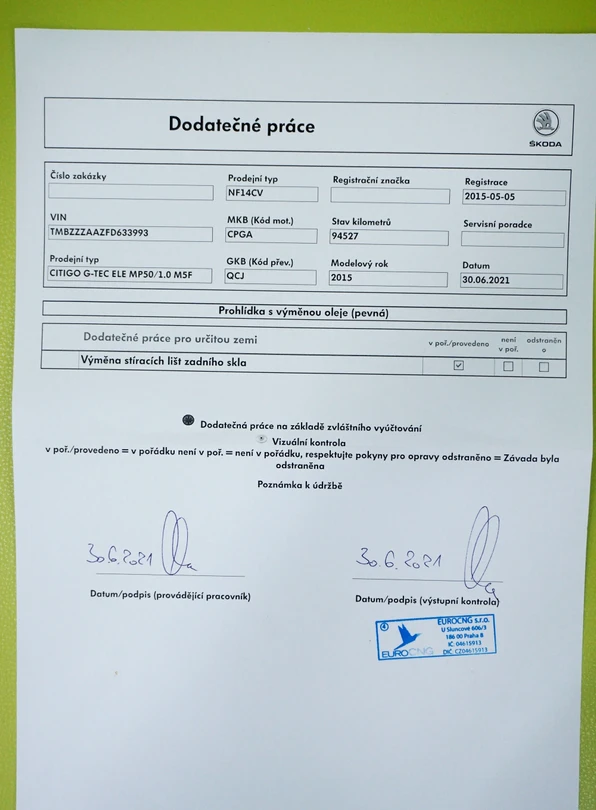 Dodatečné práce
ŠKODA
Číslo zakázky
Prodejní typ
NF14CV
Registrační značka
Registrace
2015-05-05
VIN
TMBZZZAAZFD633993
MKB (Kód mot.)
CPGA
Stav kilometrů
94527
Servisní poradce
Prodejní typ
CITIGO G-TEC ELE MP50/1.0 M5F
GKB (Kód přev.)
QCJ
Modelový rok
2015
Datum
30.06.2021
Prohlídka s výměnou oleje (pevná)
Dodatečné práce pro určitou zemi
v poř./provedeno
není
v poř.
odstraněn
o
Výměna stíracích lišt zadního skla
Dodatečná práce na základě zvláštního vyúčtování
Vizuální kontrola
v poř./provedeno = v pořádku není v poř. = není v pořádku, respektujte pokyny pro opravy odstraněno = Závada byla
odstraněna
Poznámka k údržbě
30.6.2021
30.6.2021
Datum/podpis (provádějící pracovník)
Datum/podpis (výstupní kontrola)
4
EUROCNG s.r.o.
U Sluncové 606/3
186 00 Praha 8
IČ: 04615913
DIČ: CZ04615913
EUROCNG